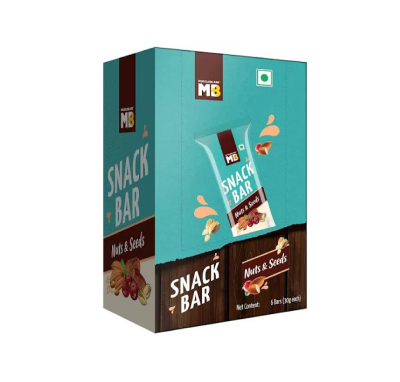 MB
SNACK
BAR
Nuts & Seeds
MB
MB
SNACK
BAR
Nuts & Seeds
SNACK
BAR
Nuts & Seeds
Net Content:
6 Bars (30g each)